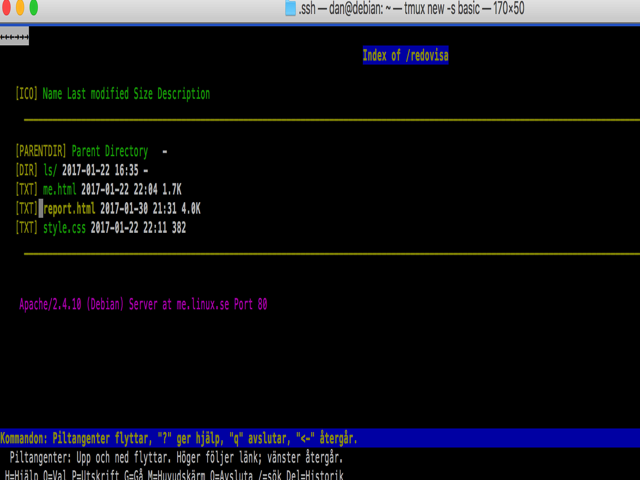 .ssh — dan@debian: ~ — tmux new -s basic — 170×50
Index of /redovisa
[ICO] Name Last modified Size Description
[PARENTDIR] Parent Directory -
[DIR] ls/ 2017-01-22 16:35 -
[TXT] me.html 2017-01-22 22:04 1.7K
[TXT] report.html 2017-01-30 21:31 4.0K
[TXT] style.css 2017-01-22 22:11 382
Apache/2.4.10 (Debian) Server at me.linux.se Port 80
Kommandon: Piltangenter flyttar, "?" ger hjälp, "q" avslutar, "<-" återgår.
Piltangenter: Upp och ned flyttar. Höger följer länk; vänster återgår.
H=Hjälp O=Val P=Utskrift G=Gå M=Huvudskärm Q=Avsluta /=sök Del=Historik